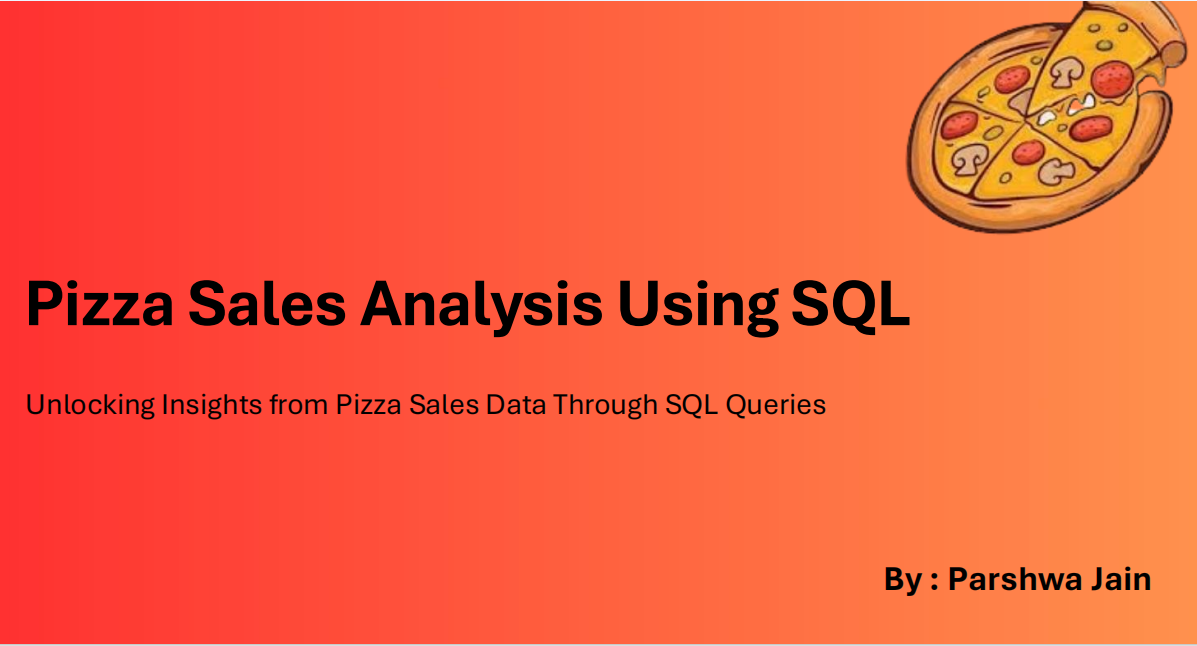 Pizza Sales Analysis Using SQL
Unlocking Insights from Pizza Sales Data Through SQL Queries
By : Parshwa Jain